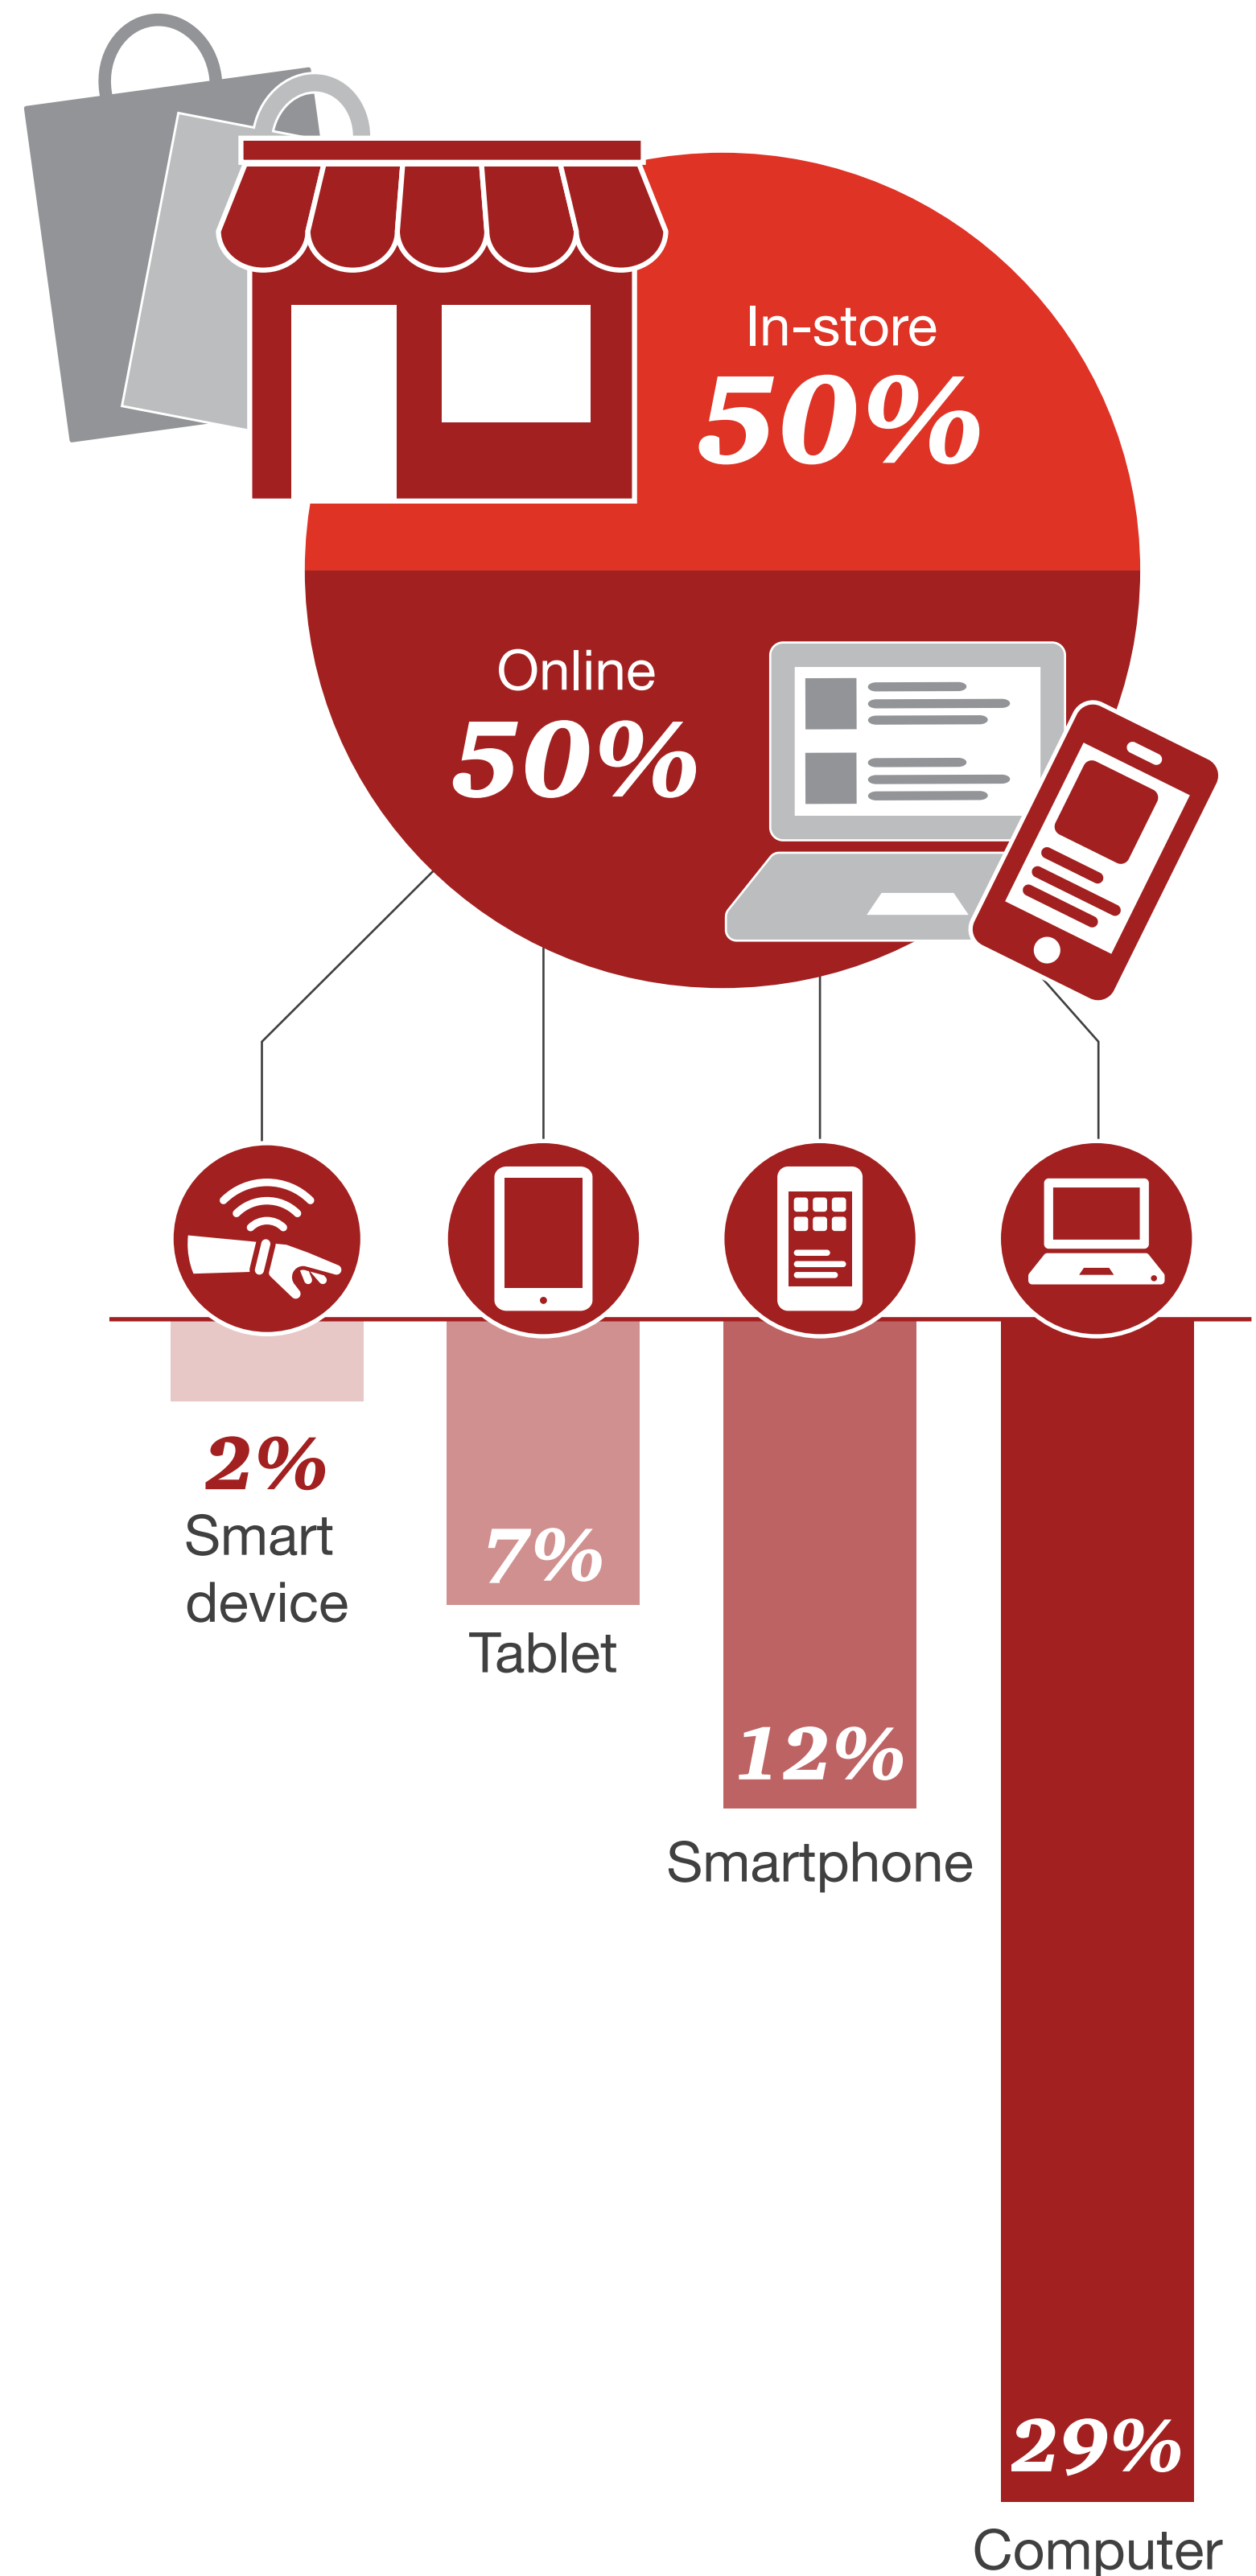 In-store
50%
Online
50%
2%
Smart
device
7%
Tablet
12%
Smartphone
29%
Computer